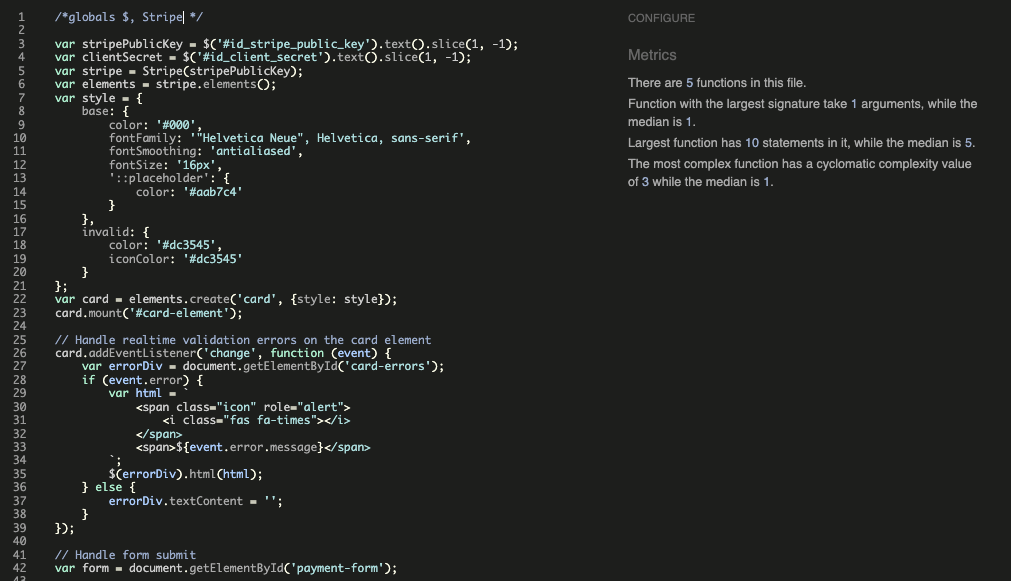 1 /*globals $, Stripe */
2
3 var stripePublicKey = $('#id_stripe_public_key').text().slice(1, -1);
4 var clientSecret = $('#id_client_secret').text().slice(1, -1);
5 var stripe = Stripe(stripePublicKey);
6 var elements = stripe.elements();
7 var style = {
8     base: {
9         color: '#000',
10         fontFamily: '"Helvetica Neue", Helvetica, sans-serif',
11         fontSmoothing: 'antialiased',
12         fontSize: '16px',
13         '::placeholder': {
14             color: '#aab7c4'
15         }
16     },
17     invalid: {
18         color: '#dc3545',
19         iconColor: '#dc3545'
20     }
21 };
22 var card = elements.create('card', {style: style});
23 card.mount('#card-element');
24
25 // Handle realtime validation errors on the card element
26 card.addEventListener('change', function (event) {
27     var errorDiv = document.getElementById('card-errors');
28     if (event.error) {
29         var html = `
30             <span class="icon" role="alert">
31                 <i class="fas fa-times"></i>
32             </span>
33             <span>${event.error.message}</span>
34         `;
35         $(errorDiv).html(html);
36     } else {
37         errorDiv.textContent = '';
38     }
39 });
40
41 // Handle form submit
42 var form = document.getElementById('payment-form');
43
CONFIGURE
Metrics
There are 5 functions in this file.
Function with the largest signature take 1 arguments, while the
median is 1.
Largest function has 10 statements in it, while the median is 5.
The most complex function has a cyclomatic complexity value
of 3 while the median is 1.